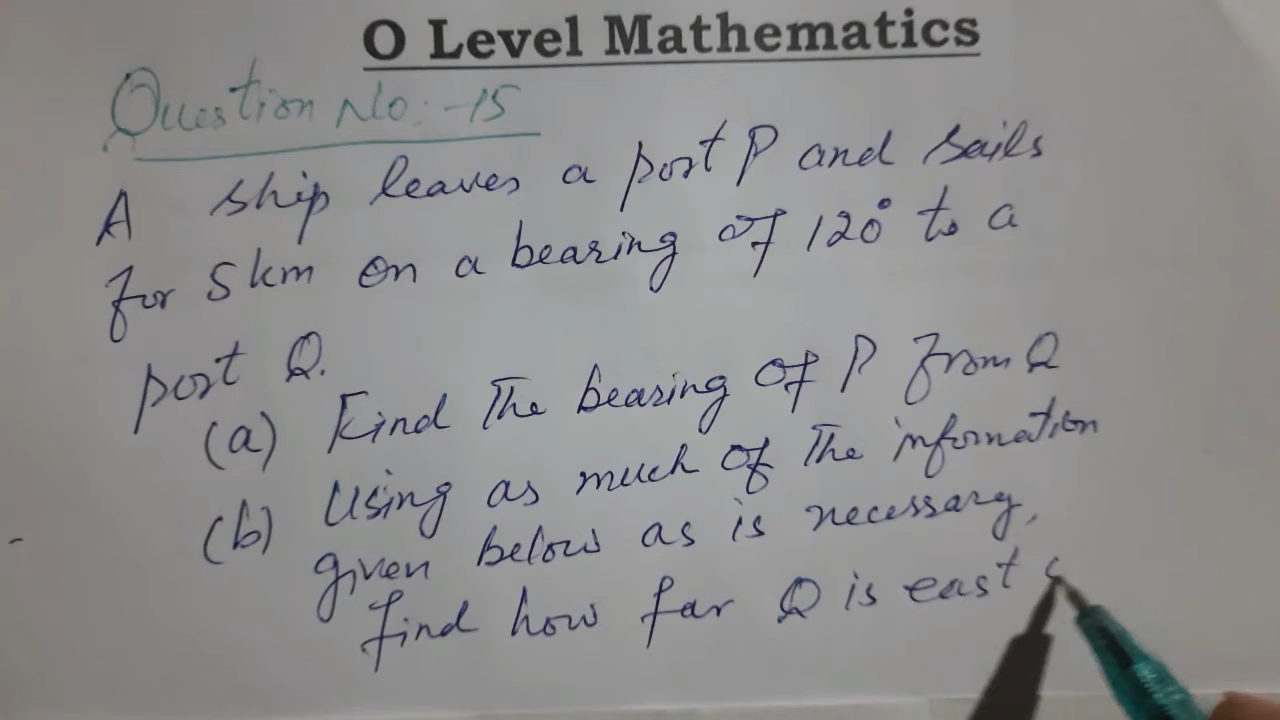 O Level Mathematics
Question No:-15
A ship leaves a port P and sails
for 5km on a bearing of 120° to a
port Q.
(a) Find The bearing of P from Q
(b) Using as much of The information
given below as is necessary,
find how far Q is east